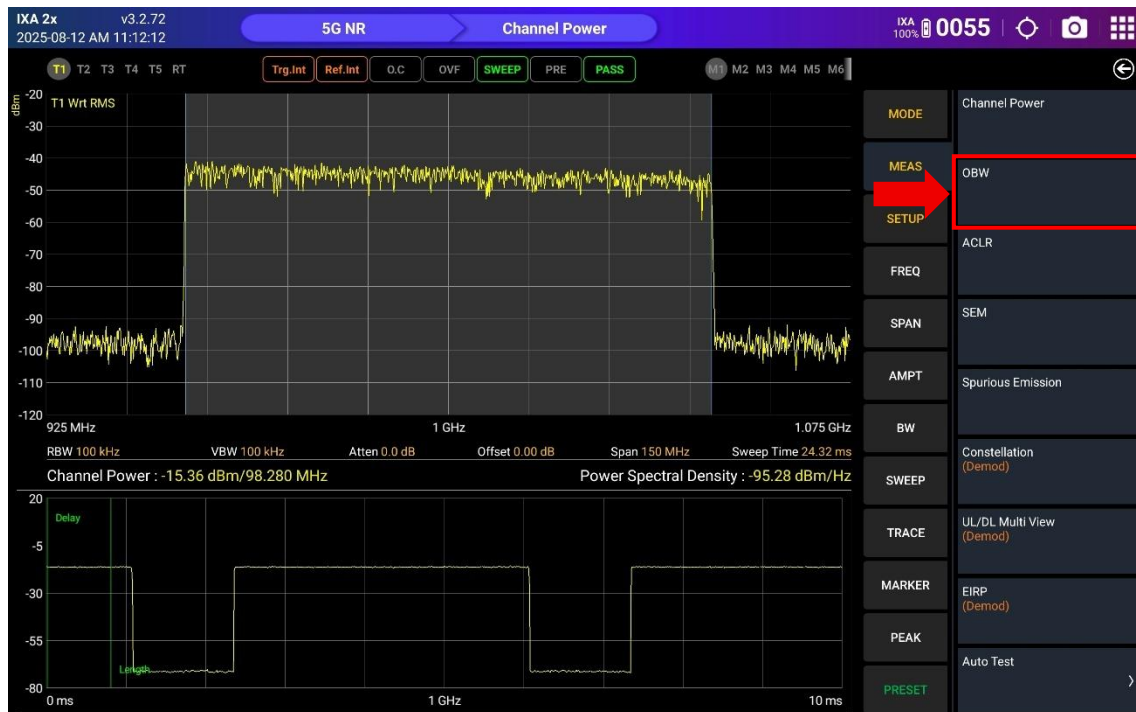 IXA 2x v3.2.72
2025-08-12 AM 11:12:12
5G NR
Channel Power
IXA
100%
0055
T1 T2 T3 T4 T5 RT
Trg.Int Ref.Int O.C OVF SWEEP PRE PASS
M1 M2 M3 M4 M5 M6
dBm
T1 Wrt RMS
-20
-30
-40
-50
-60
-70
-80
-90
-100
-110
-120
925 MHz 1 GHz 1.075 GHz
RBW 100 kHz VBW 100 kHz Atten 0.0 dB Offset 0.00 dB Span 150 MHz Sweep Time 24.32 ms
Channel Power : -15.36 dBm/98.280 MHz Power Spectral Density : -95.28 dBm/Hz
20
Delay
-5
-30
-55
Length
-80
0 ms 1 GHz 10 ms
MODE
MEAS
SETUP
FREQ
SPAN
AMPT
BW
SWEEP
TRACE
MARKER
PEAK
PRESET
Channel Power
OBW
ACLR
SEM
Spurious Emission
Constellation
(Demod)
UL/DL Multi View
(Demod)
EIRP
(Demod)
Auto Test